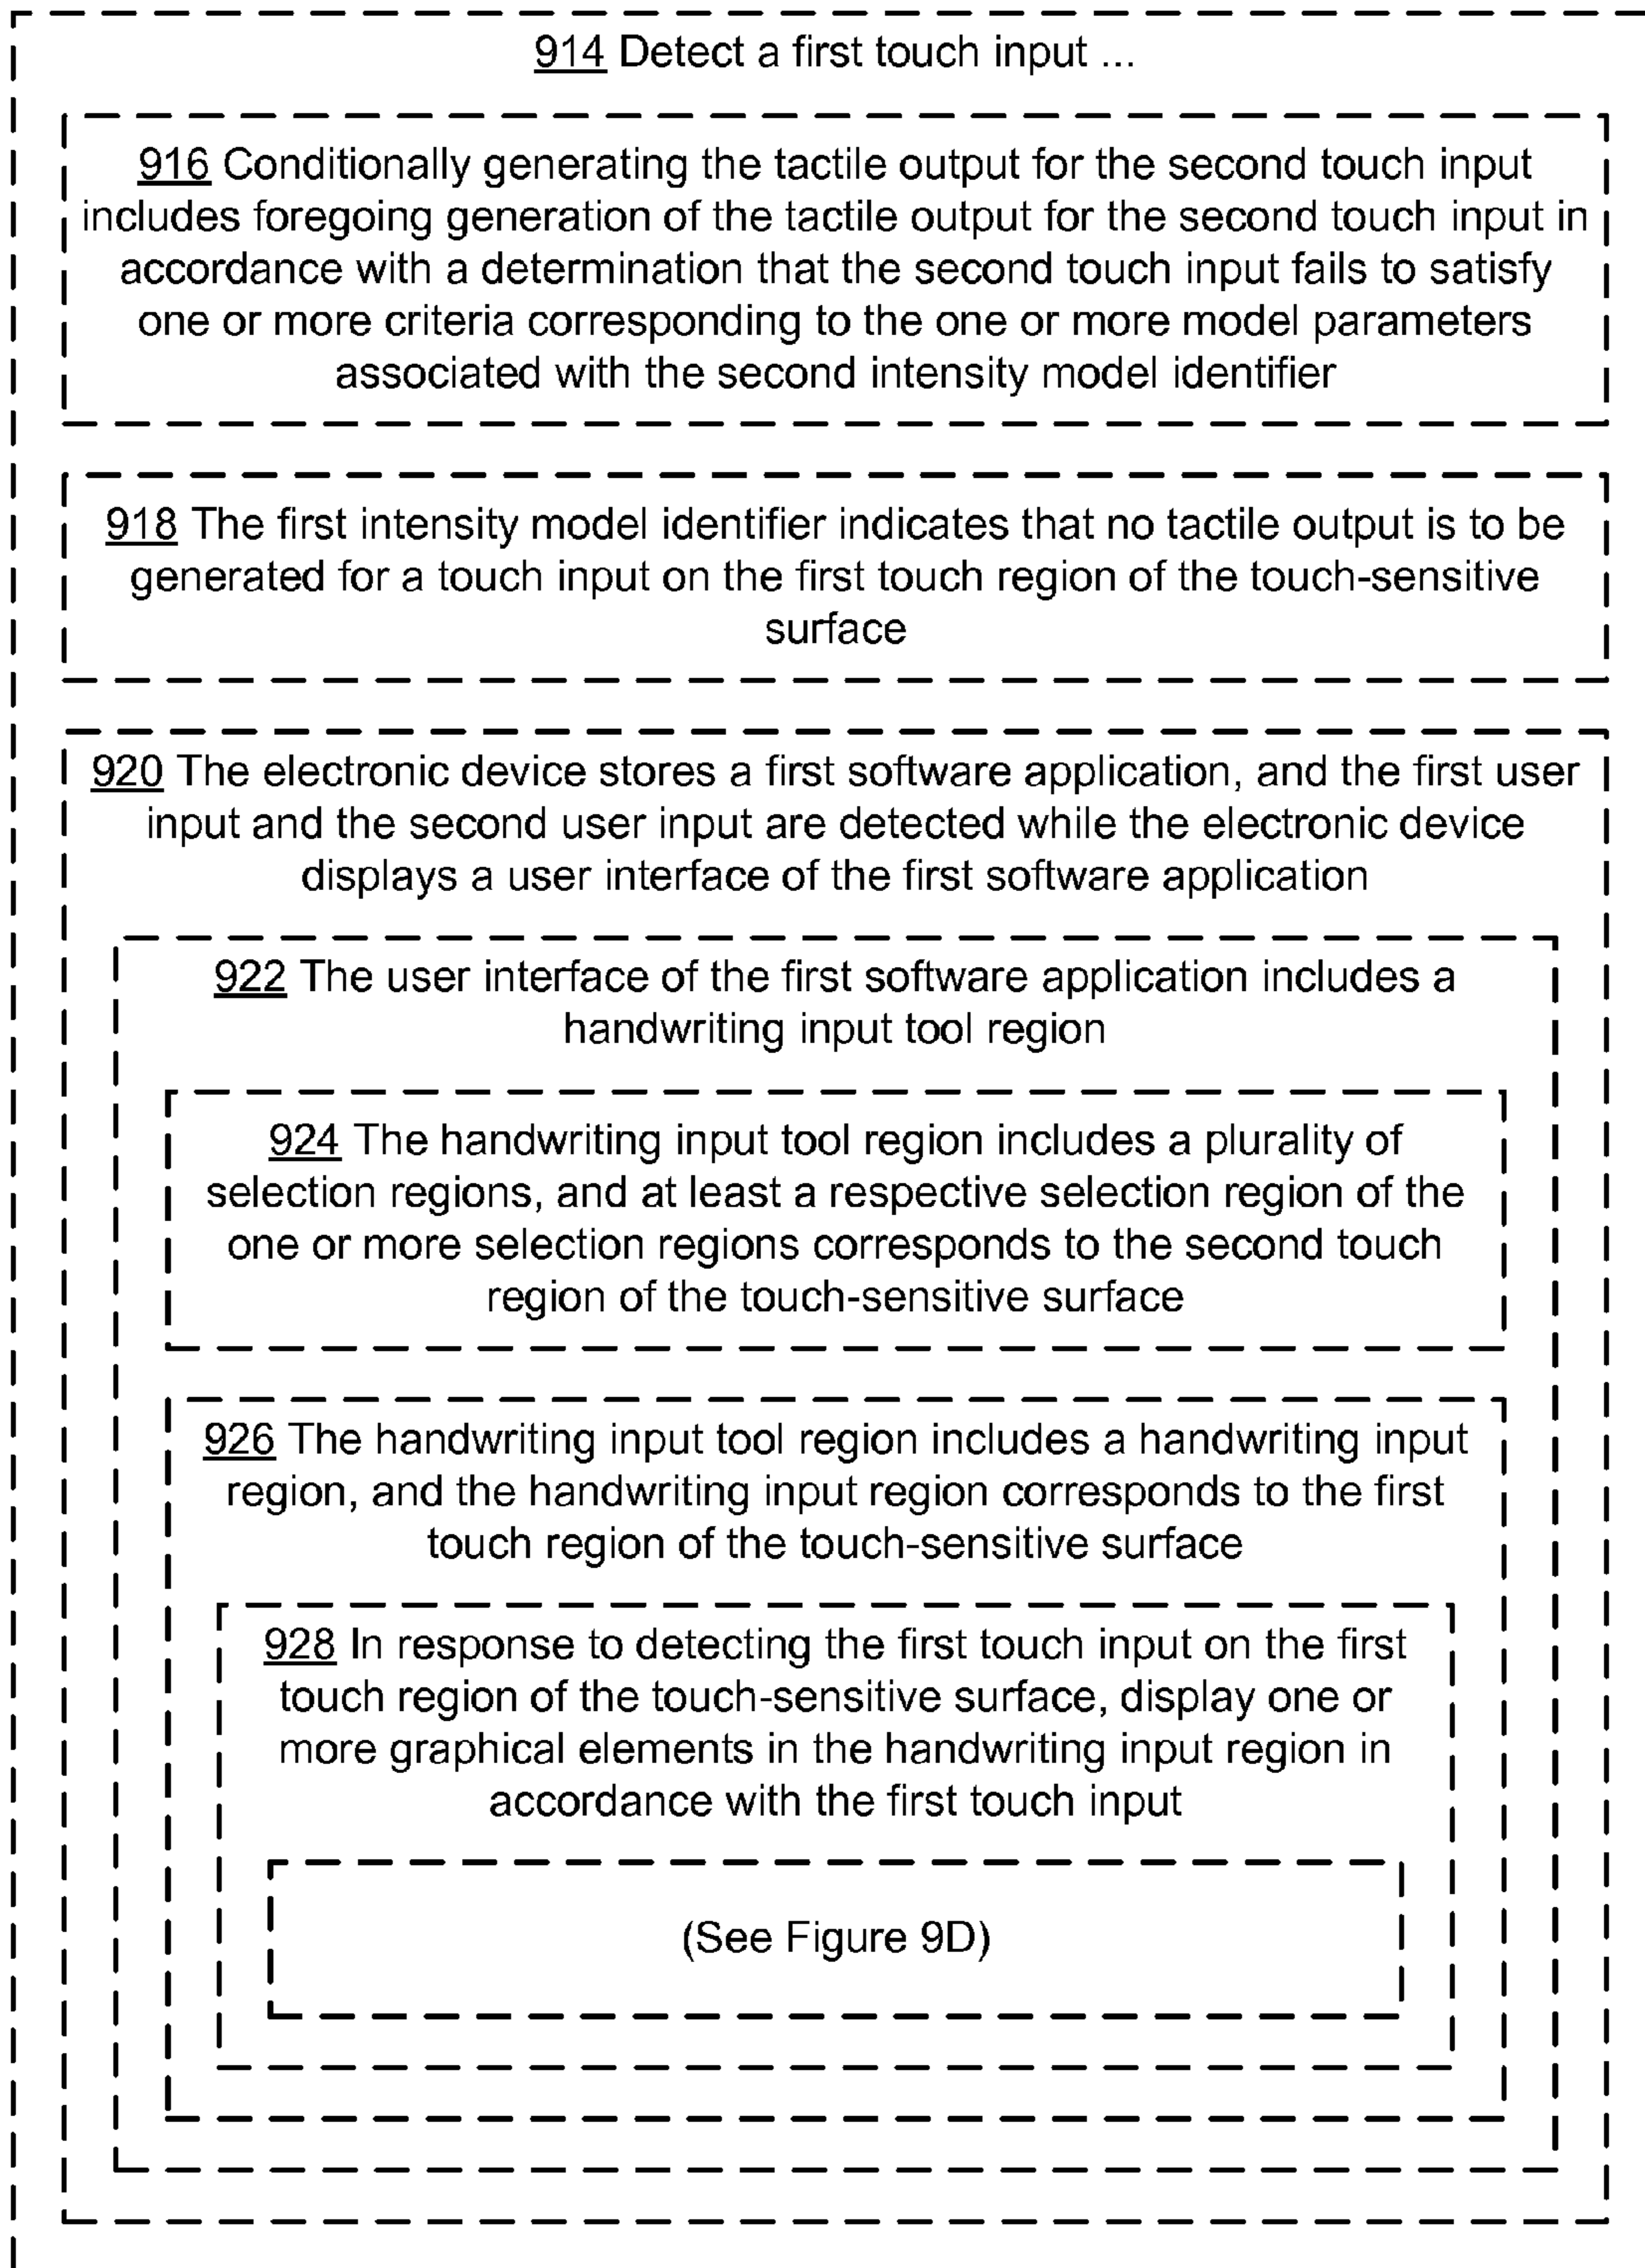 914 Detect a first touch input ...
916 Conditionally generating the tactile output for the second touch input
includes foregoing generation of the tactile output for the second touch input in
accordance with a determination that the second touch input fails to satisfy
one or more criteria corresponding to the one or more model parameters
associated with the second intensity model identifier
918 The first intensity model identifier indicates that no tactile output is to be
generated for a touch input on the first touch region of the touch-sensitive
surface
920 The electronic device stores a first software application, and the first user
input and the second user input are detected while the electronic device
displays a user interface of the first software application
922 The user interface of the first software application includes a
handwriting input tool region
924 The handwriting input tool region includes a plurality of
selection regions, and at least a respective selection region of the
one or more selection regions corresponds to the second touch
region of the touch-sensitive surface
926 The handwriting input tool region includes a handwriting input
region, and the handwriting input region corresponds to the first
touch region of the touch-sensitive surface
928 In response to detecting the first touch input on the first
touch region of the touch-sensitive surface, display one or
more graphical elements in the handwriting input region in
accordance with the first touch input
(See Figure 9D)